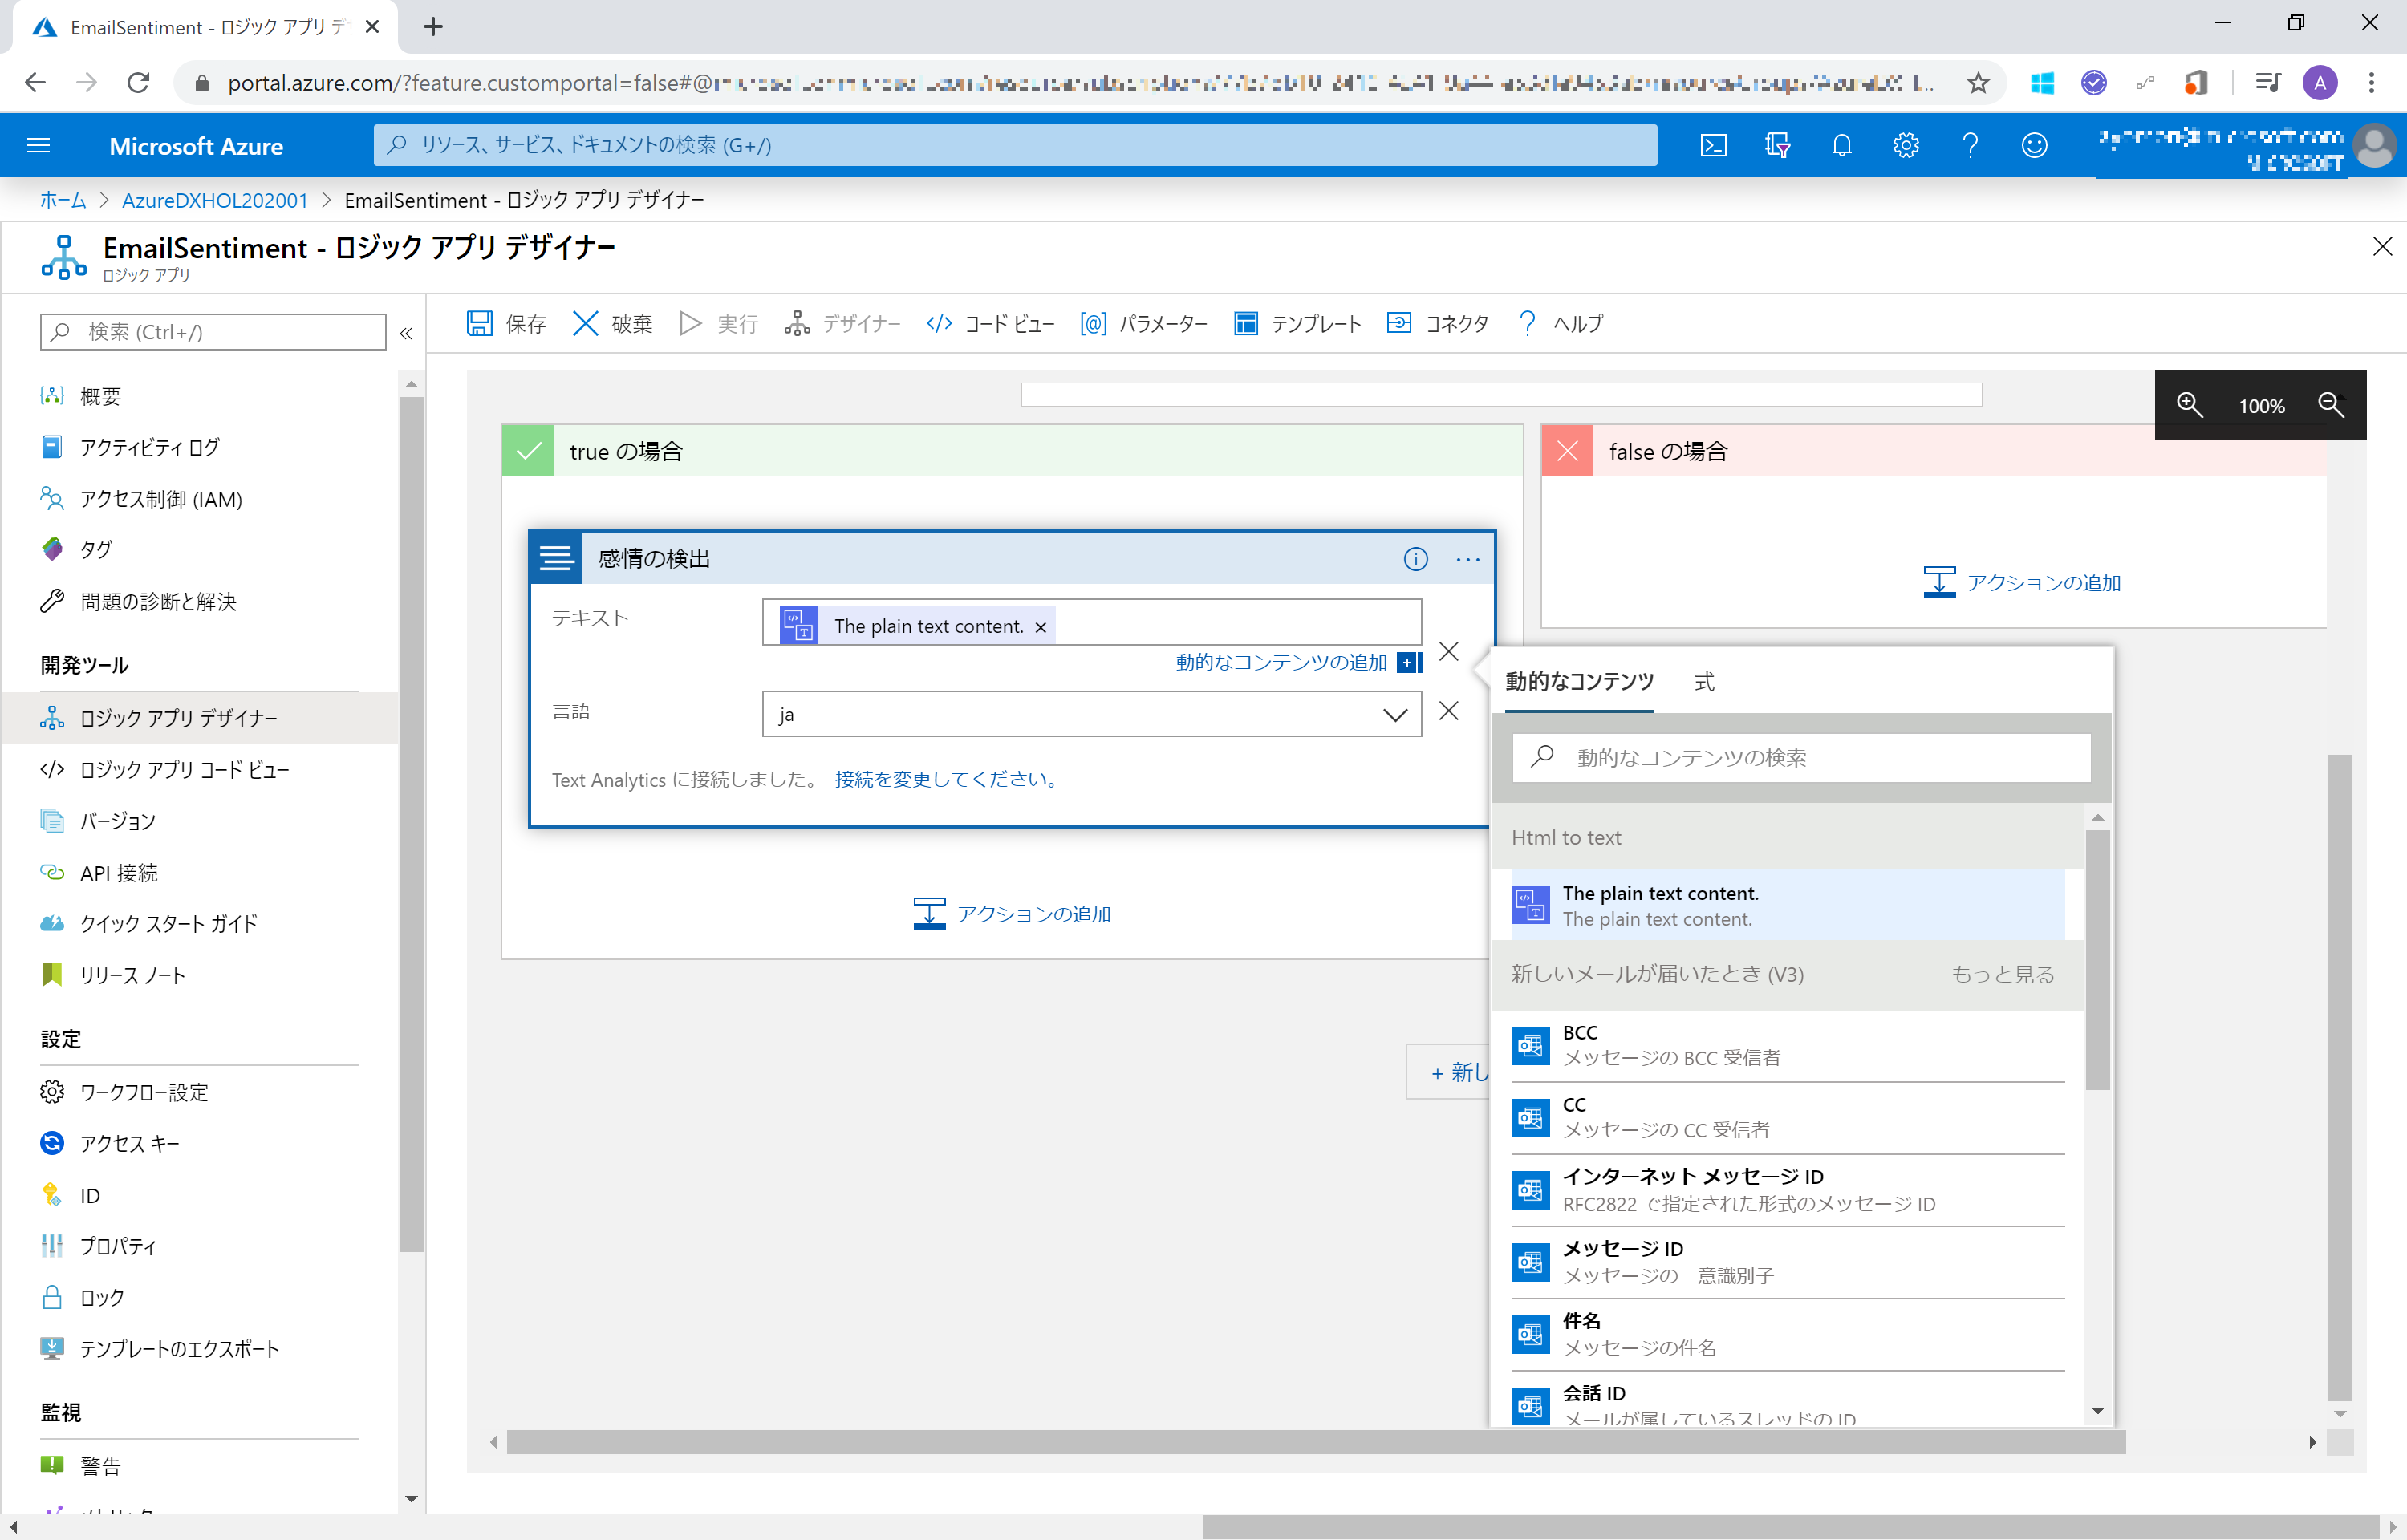 EmailSentiment - ロジック アプリ デ
portal.azure.com/?feature.customportal=false#@
A
Microsoft Azure
リソース、サービス、ドキュメントの検索 (G+/)
ホーム > AzureDXHOL202001 > EmailSentiment - ロジック アプリ デザイナー
EmailSentiment - ロジック アプリ デザイナー
ロジック アプリ
検索 (Ctrl+/)
保存
破棄
実行
デザイナー
コード ビュー
パラメーター
テンプレート
コネクタ
ヘルプ
概要
アクティビティ ログ
アクセス制御 (IAM)
タグ
問題の診断と解決
開発ツール
ロジック アプリ デザイナー
ロジック アプリ コード ビュー
バージョン
API 接続
クイック スタート ガイド
リリース ノート
設定
ワークフロー設定
アクセス キー
ID
プロパティ
ロック
テンプレートのエクスポート
監視
警告
100%
true の場合
false の場合
感情の検出
テキスト
The plain text content.
動的なコンテンツの追加
言語
ja
Text Analytics に接続しました。 接続を変更してください。
アクションの追加
アクションの追加
+ 新し
動的なコンテンツ
式
動的なコンテンツの検索
Html to text
The plain text content.
The plain text content.
新しいメールが届いたとき (V3)
もっと見る
BCC
メッセージの BCC 受信者
CC
メッセージの CC 受信者
インターネット メッセージ ID
RFC2822 で指定された形式のメッセージ ID
メッセージ ID
メッセージの一意識別子
件名
メッセージの件名
会話 ID
メールが属しているスレッドの ID